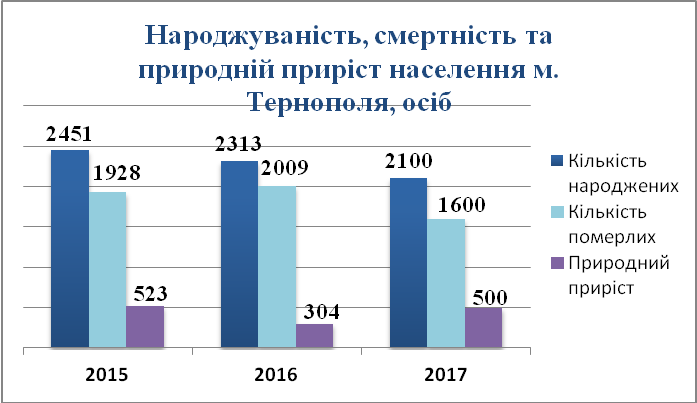 Народжуваність, смертність та
природній приріст населення м.
Тернополя, осіб
2451
1928
523
2313
2009
304
2100
1600
500
2015
2016
2017
Кількість
народжених
Кількість
померлих
Природний
приріст